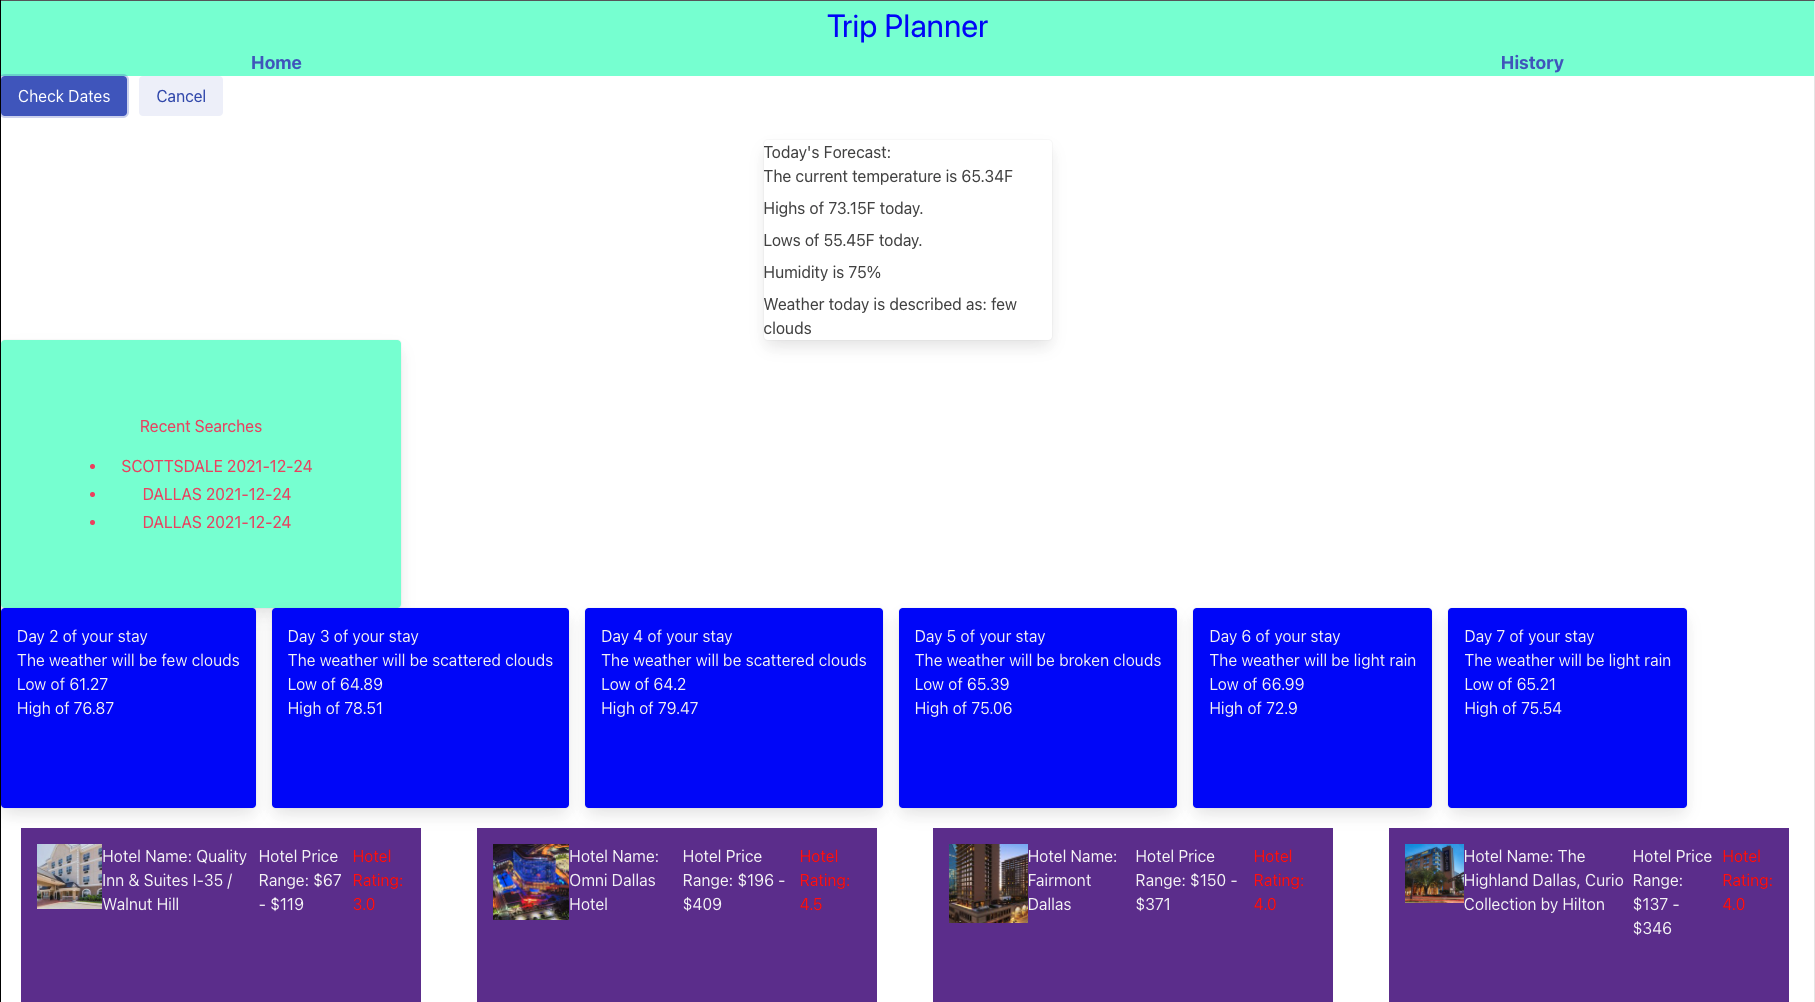 Trip Planner
Home
History
Check Dates
Cancel
Today's Forecast:
The current temperature is 65.34F
Highs of 73.15F today.
Lows of 55.45F today.
Humidity is 75%
Weather today is described as: few
clouds
Recent Searches
SCOTTSDALE 2021-12-24
DALLAS 2021-12-24
DALLAS 2021-12-24
Day 2 of your stay
The weather will be few clouds
Low of 61.27
High of 76.87
Day 3 of your stay
The weather will be scattered clouds
Low of 64.89
High of 78.51
Day 4 of your stay
The weather will be scattered clouds
Low of 64.2
High of 79.47
Day 5 of your stay
The weather will be broken clouds
Low of 65.39
High of 75.06
Day 6 of your stay
The weather will be light rain
Low of 66.99
High of 72.9
Day 7 of your stay
The weather will be light rain
Low of 65.21
High of 75.54
Hotel Name: Quality
Inn & Suites I-35 /
Walnut Hill
Hotel Price
Range: $67
- $119
Hotel
Rating:
3.0
Hotel Name:
Omni Dallas
Hotel
Hotel Price
Range: $196 -
$409
Hotel
Rating:
4.5
Hotel Name:
Fairmont
Dallas
Hotel Price
Range: $150 -
$371
Hotel
Rating:
4.0
Hotel Name: The
Highland Dallas, Curio
Collection by Hilton
Hotel Price
Range:
$137 -
$346
Hotel
Rating:
4.0